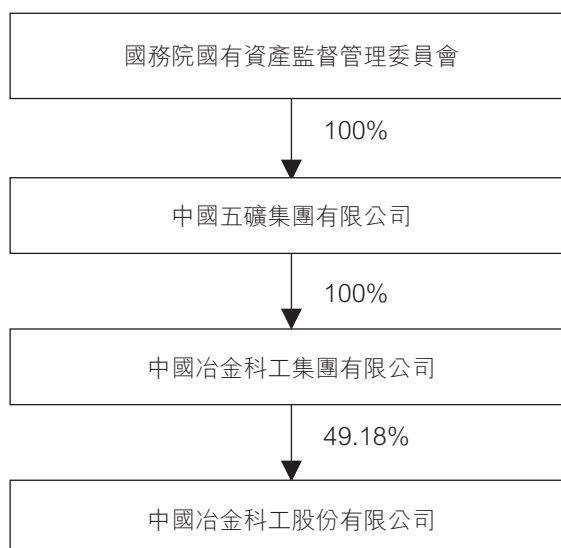 國務院國有資產監督管理委員會
100%
中國五礦集團有限公司
100%
中國冶金科工集團有限公司
49.18%
中國冶金科工股份有限公司